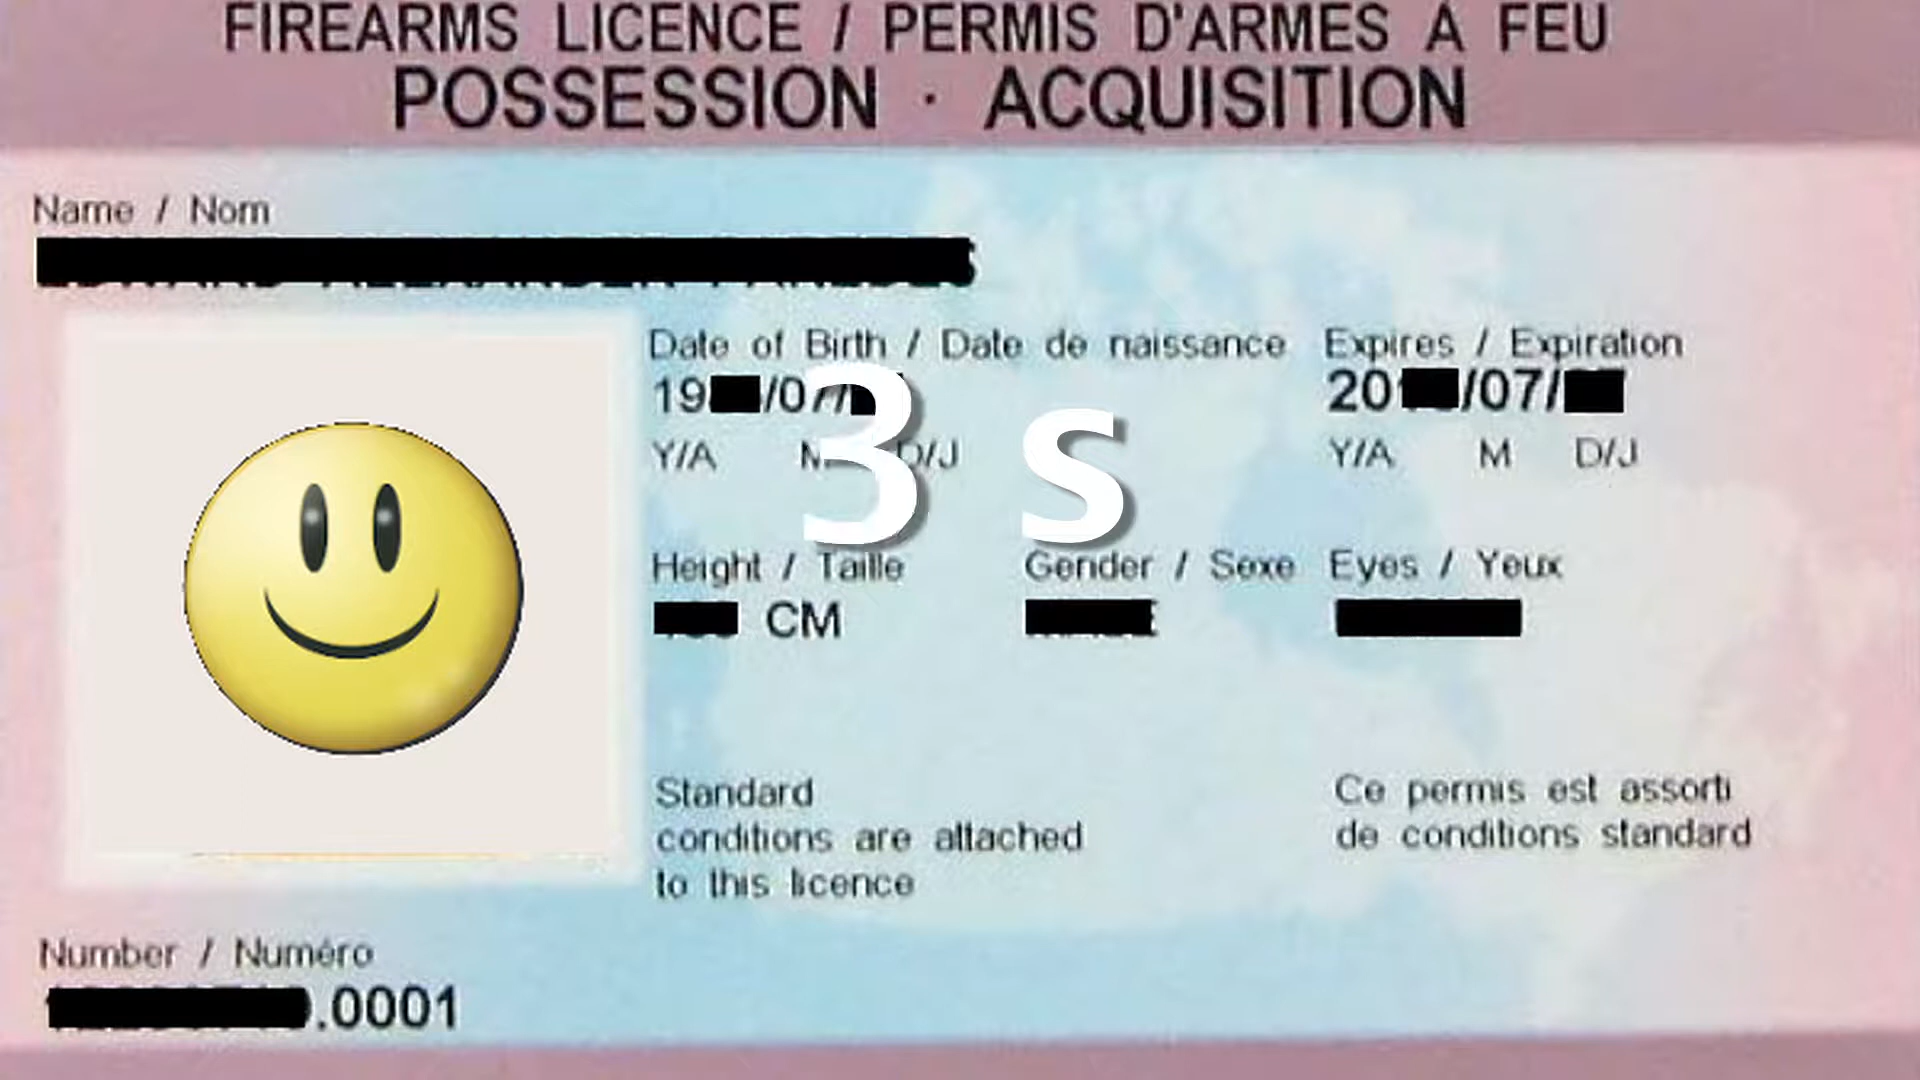 FIREARMS LICENCE / PERMIS D'ARMES À FEU
POSSESSION · ACQUISITION
Name / Nom
Date of Birth / Date de naissance
19 /07/
Y/A M D/J
Expires / Expiration
20 /07/
Y/A M D/J
3 s
Height / Taille
CM
Gender / Sexe
Eyes / Yeux
Standard
conditions are attached
to this licence
Ce permis est assorti
de conditions standard
Number / Numéro
.0001